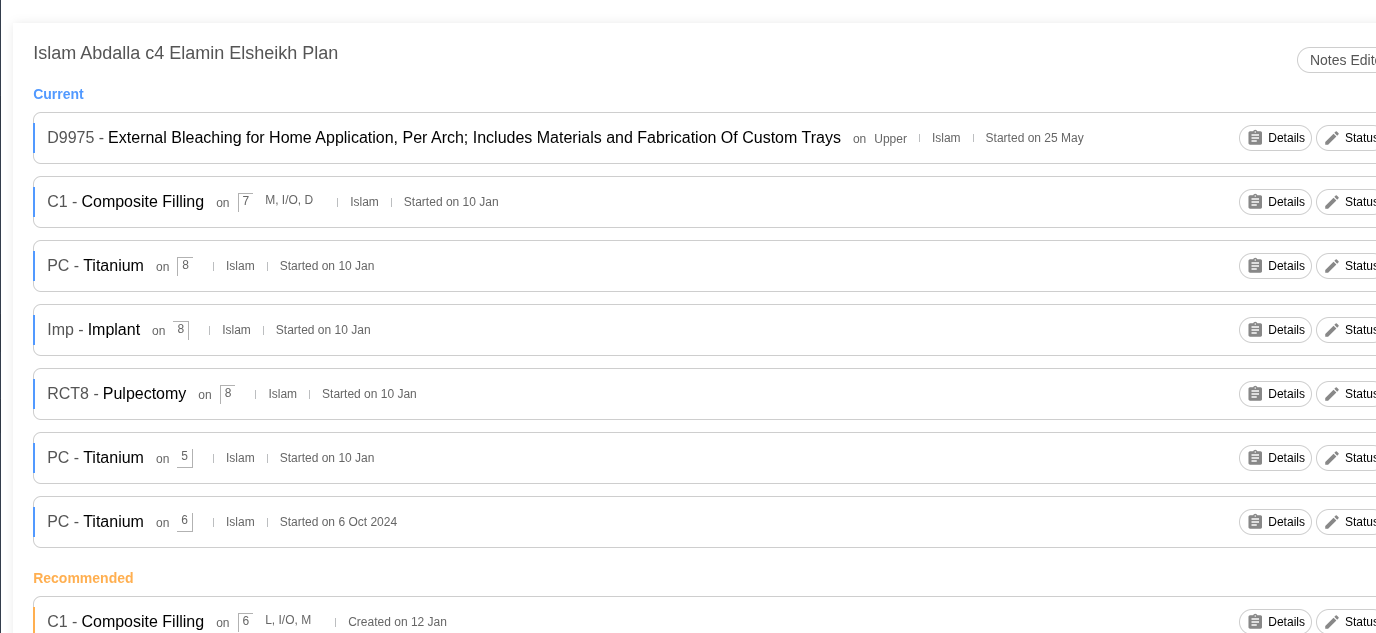 Islam Abdalla c4 Elamin Elsheikh Plan
Notes Edit
Current
D9975 - External Bleaching for Home Application, Per Arch; Includes Materials and Fabrication Of Custom Trays on Upper Islam Started on 25 May Details Status
C1 - Composite Filling on 7 M, I/O, D Islam Started on 10 Jan Details Status
PC - Titanium on 8 Islam Started on 10 Jan Details Status
Imp - Implant on 8 Islam Started on 10 Jan Details Status
RCT8 - Pulpectomy on 8 Islam Started on 10 Jan Details Status
PC - Titanium on 5 Islam Started on 10 Jan Details Status
PC - Titanium on 6 Islam Started on 6 Oct 2024 Details Status
Recommended
C1 - Composite Filling on 6 L, I/O, M Created on 12 Jan Details Status